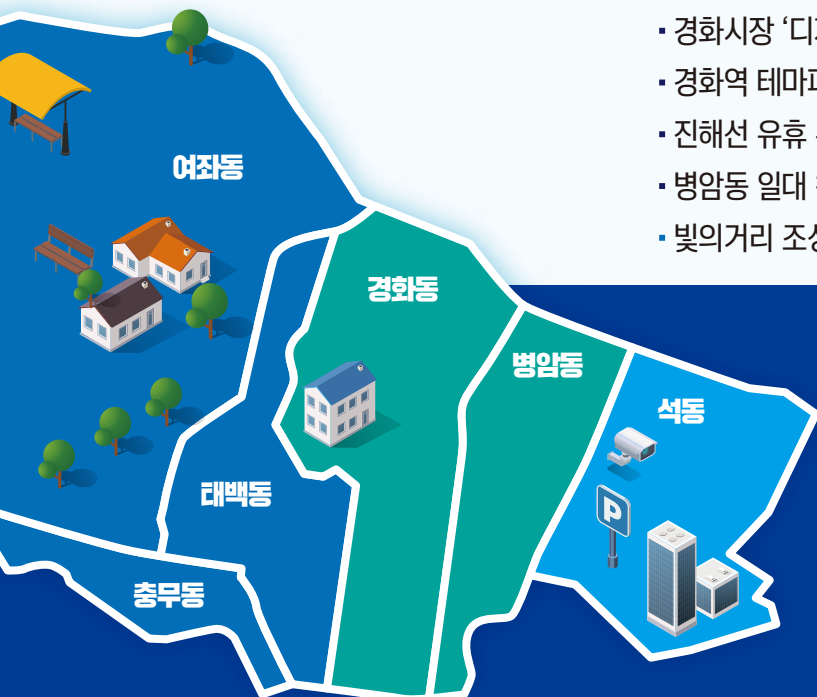 · 경화시장 ‘디
· 경화역 테마
· 진해선 유휴
· 병암동 일대
· 빛의거리 조성
여좌동
경화동
병암동
석동
태백동
충무동
P